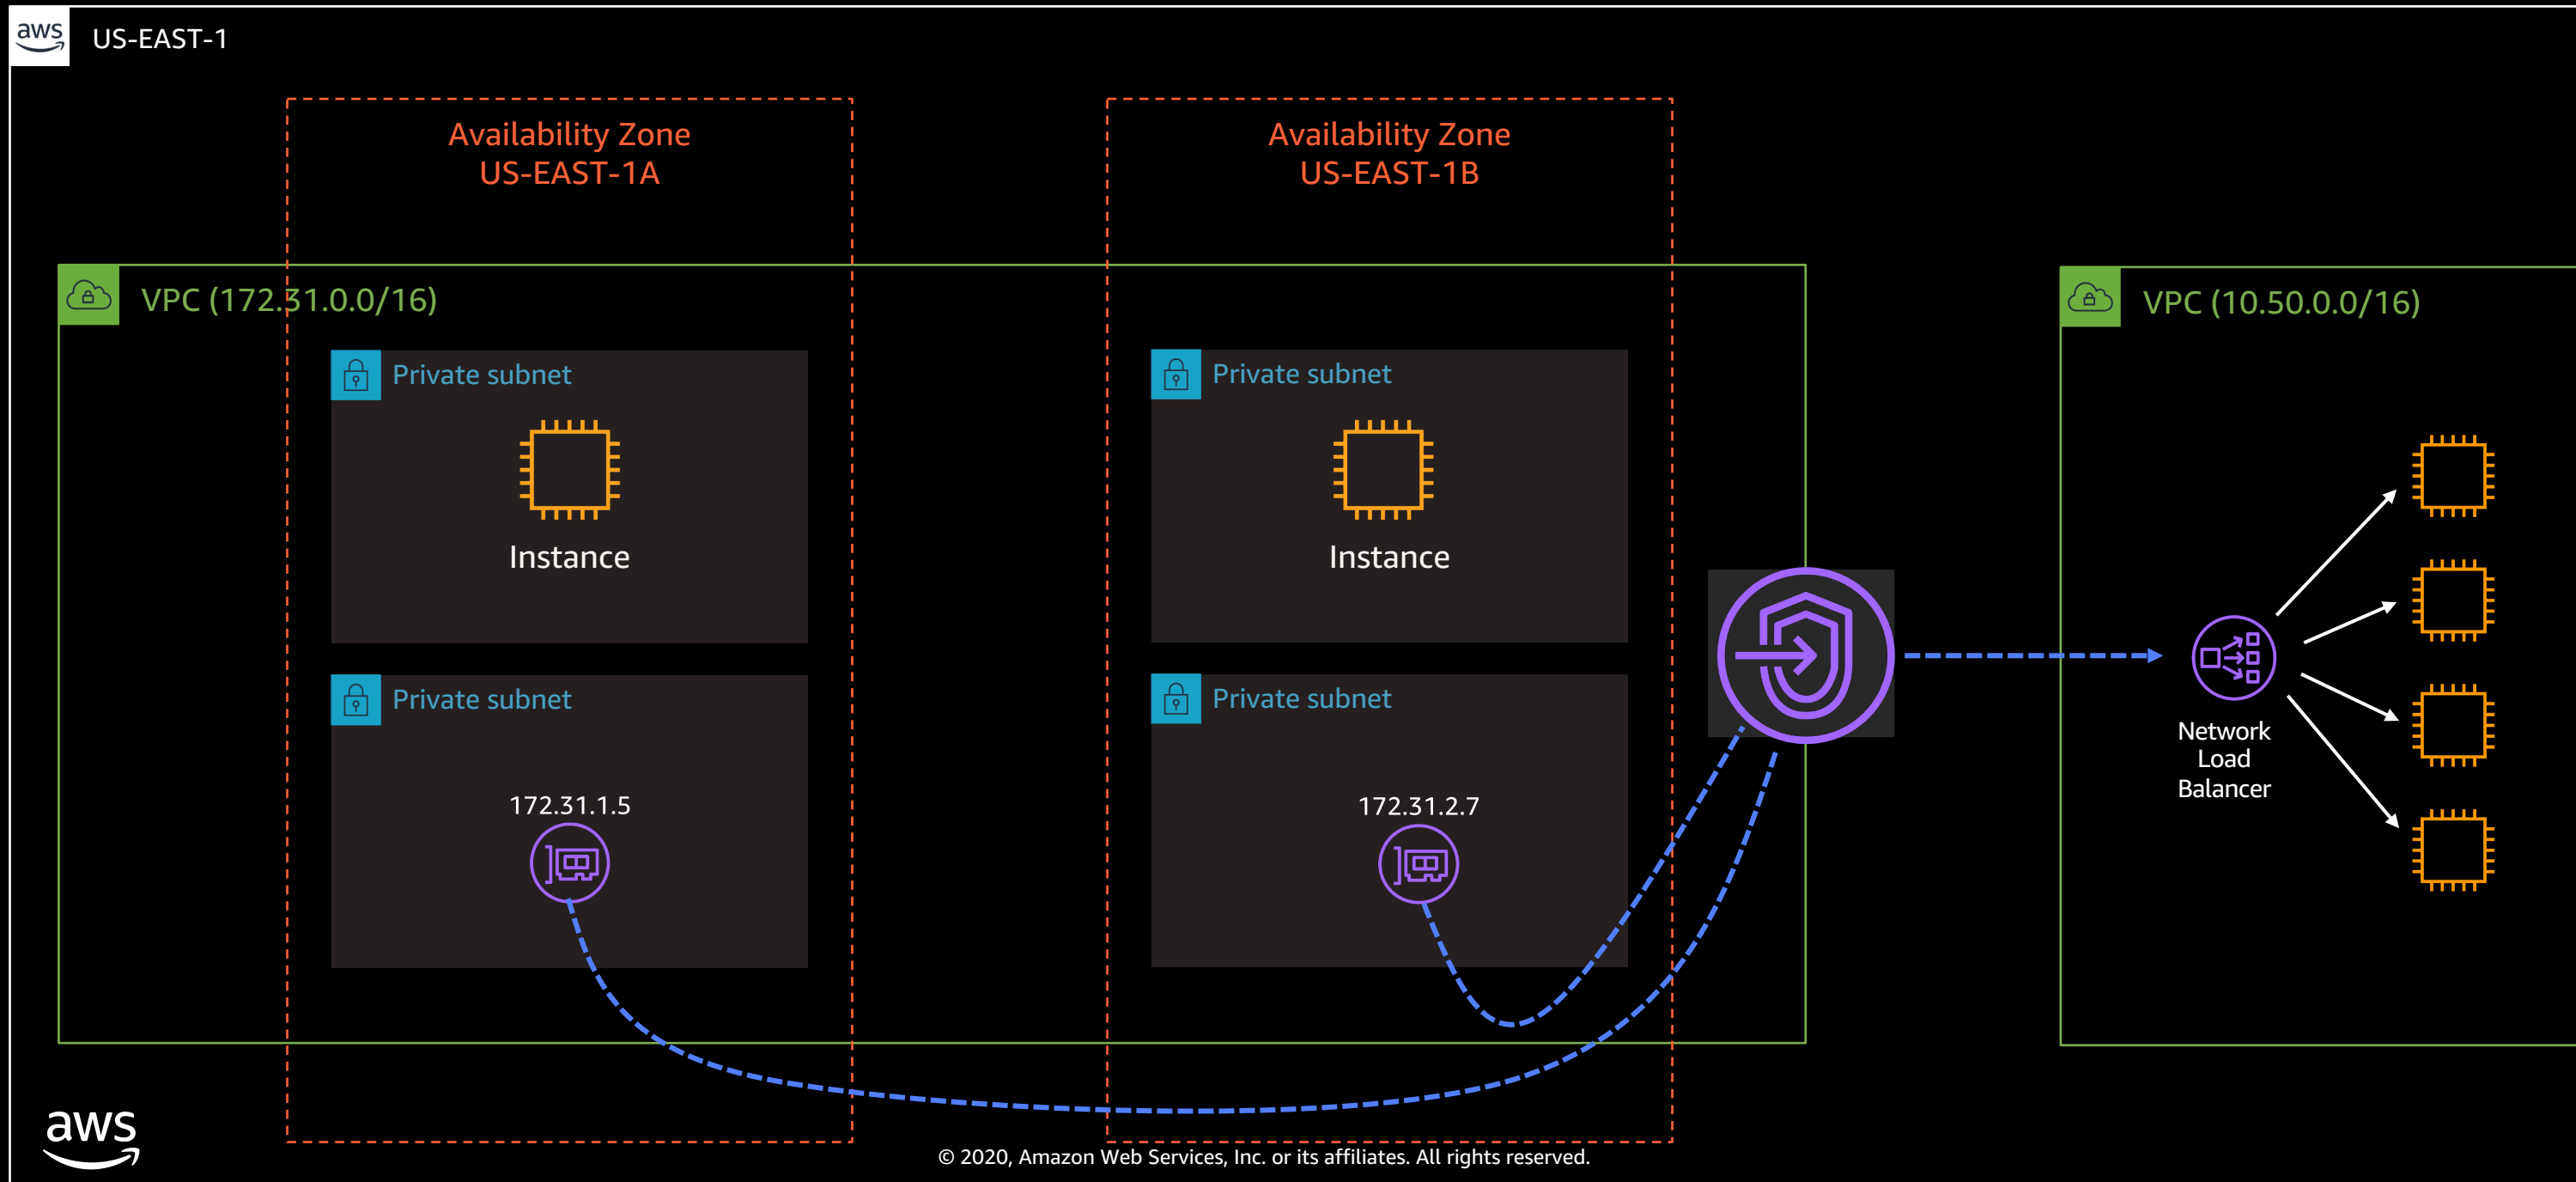 aws
US-EAST-1
Availability Zone
US-EAST-1A
Availability Zone
US-EAST-1B
VPC (172.31.0.0/16)
VPC (10.50.0.0/16)
Private subnet
Instance
Private subnet
Instance
Private subnet
172.31.1.5
Private subnet
172.31.2.7
Network
Load
Balancer
aws
© 2020, Amazon Web Services, Inc. or its affiliates. All rights reserved.